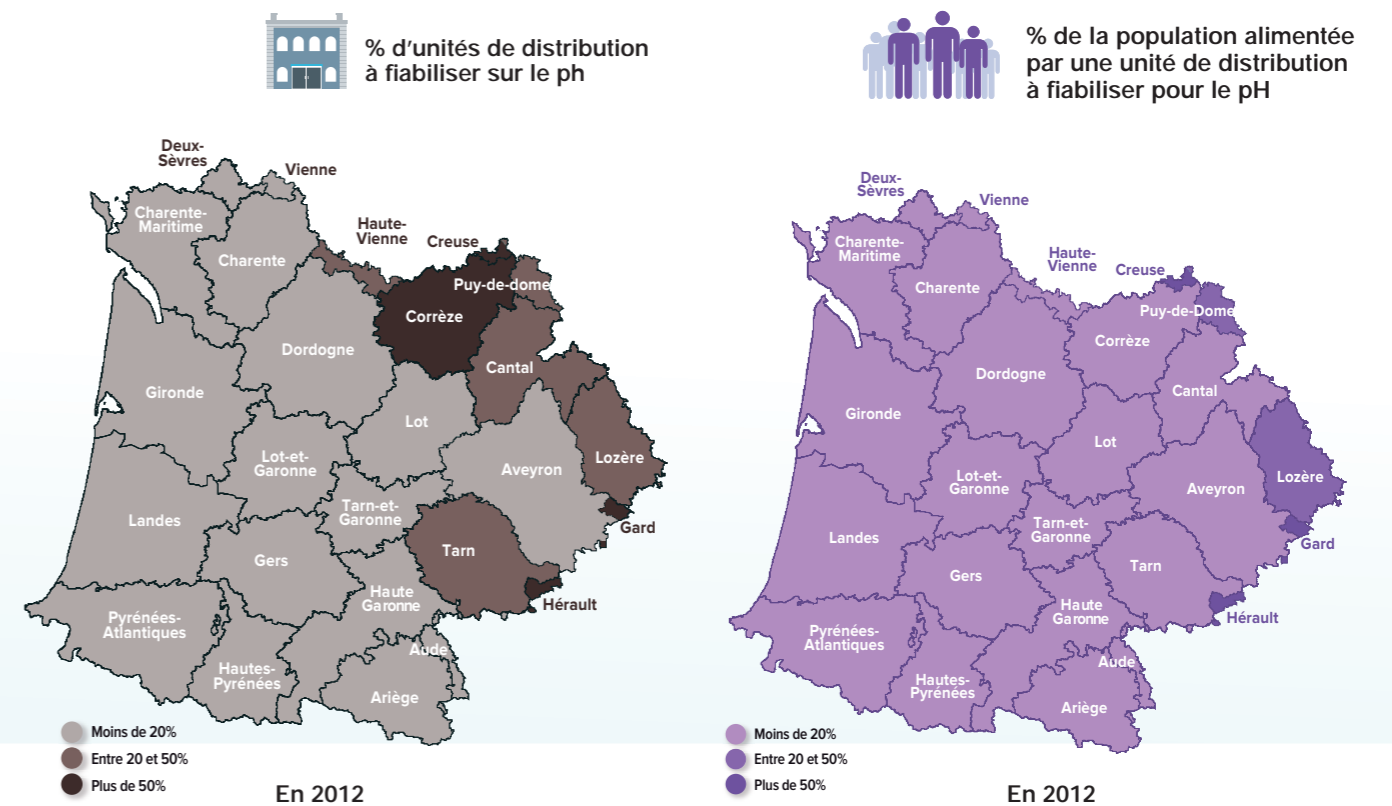 % d'unités de distribution
à fiabiliser sur le ph
Deux-
Sèvres
Vienne
Charente-
Maritime
Haute-
Vienne
Creuse
Charente
Puy-de-dome
Corrèze
Dordogne
Cantal
Gironde
Lot
Lot-et-
Garonne
Aveyron
Lozère
Tarn-et-
Garonne
Landes
Gard
Tarn
Gers
Haute
Garonne
Hérault
Pyrénées-
Atlantiques
Aude
Hautes-
Pyrénées
Ariège
Moins de 20%
Entre 20 et 50%
Plus de 50%
En 2012
% de la population alimentée
par une unité de distribution
à fiabiliser pour le pH
Deux-
Sèvres
Vienne
Charente-
Maritime
Haute-
Vienne
Creuse
Charente
Puy-de-Dome
Corrèze
Dordogne
Cantal
Gironde
Lot
Lot-et-
Garonne
Lozère
Aveyron
Tarn-et-
Garonne
Landes
Gard
Tarn
Gers
Haute
Garonne
Hérault
Pyrénées-
Atlantiques
Aude
Hautes-
Pyrénées
Ariège
Moins de 20%
Entre 20 et 50%
Plus de 50%
En 2012